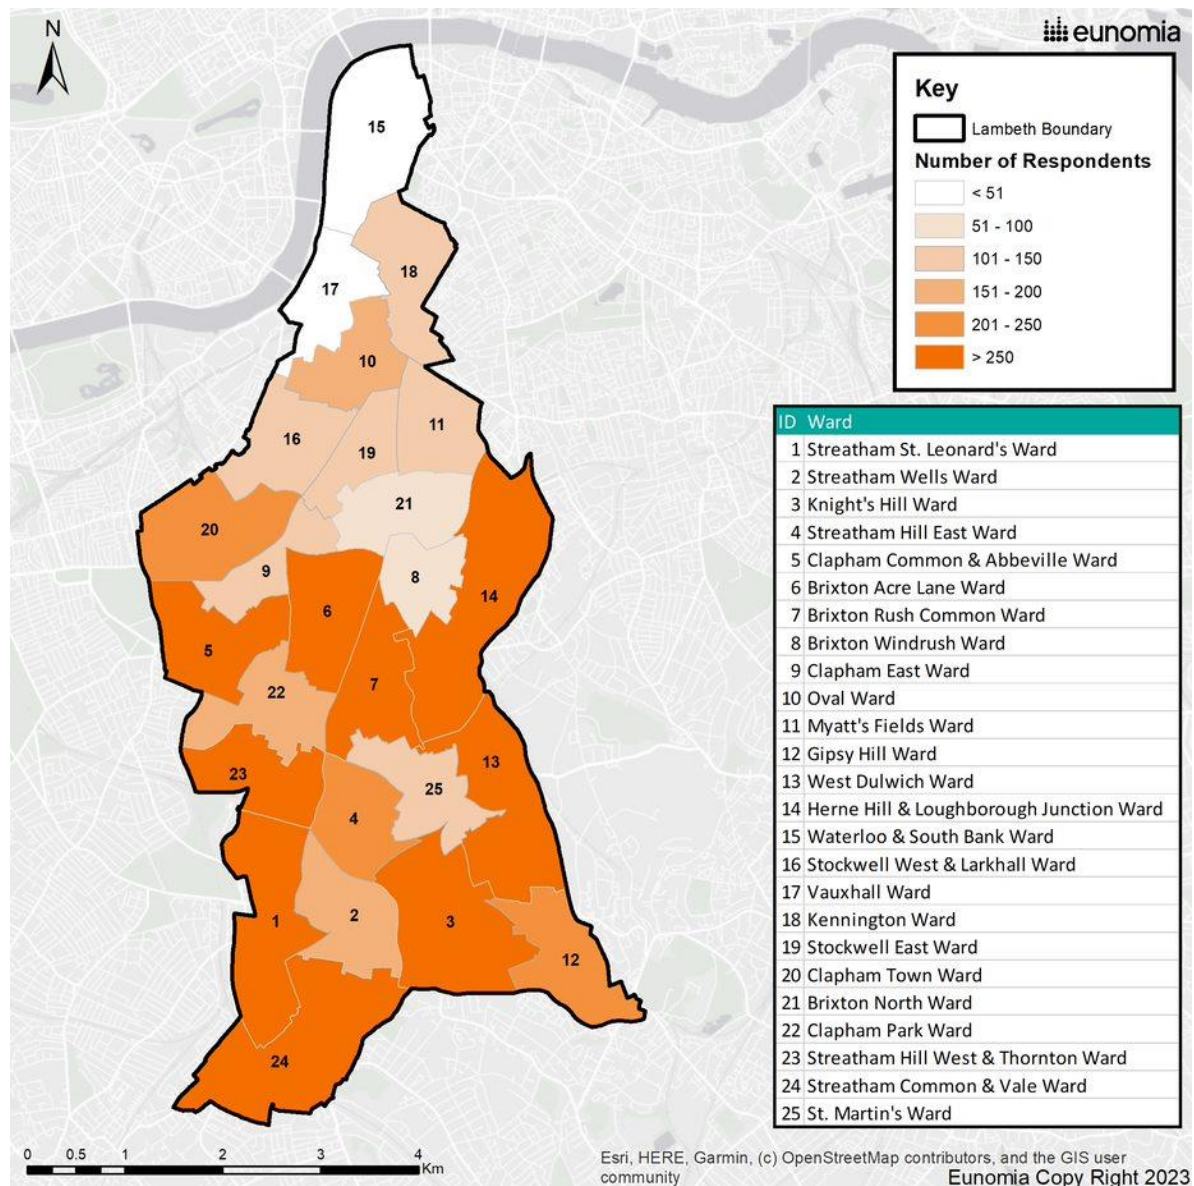 N
eunomia
Key
Lambeth Boundary
Number of Respondents
< 51
51 - 100
101 - 150
151 - 200
201 - 250
> 250
15
18
17
10
11
16
19
21
20
9
8
6
14
5
22
7
13
23
25
4
1
2
3
12
24
ID Ward
1 Streatham St. Leonard's Ward
2 Streatham Wells Ward
3 Knight's Hill Ward
4 Streatham Hill East Ward
5 Clapham Common & Abbeville Ward
6 Brixton Acre Lane Ward
7 Brixton Rush Common Ward
8 Brixton Windrush Ward
9 Clapham East Ward
10 Oval Ward
11 Myatt's Fields Ward
12 Gipsy Hill Ward
13 West Dulwich Ward
14 Herne Hill & Loughborough Junction Ward
15 Waterloo & South Bank Ward
16 Stockwell West & Larkhall Ward
17 Vauxhall Ward
18 Kennington Ward
19 Stockwell East Ward
20 Clapham Town Ward
21 Brixton North Ward
22 Clapham Park Ward
23 Streatham Hill West & Thornton Ward
24 Streatham Common & Vale Ward
25 St. Martin's Ward
0 0.5 1 2 3 4
Km
Esri, HERE, Garmin, (c) OpenStreetMap contributors, and the GIS user
community
Eunomia Copy Right 2023